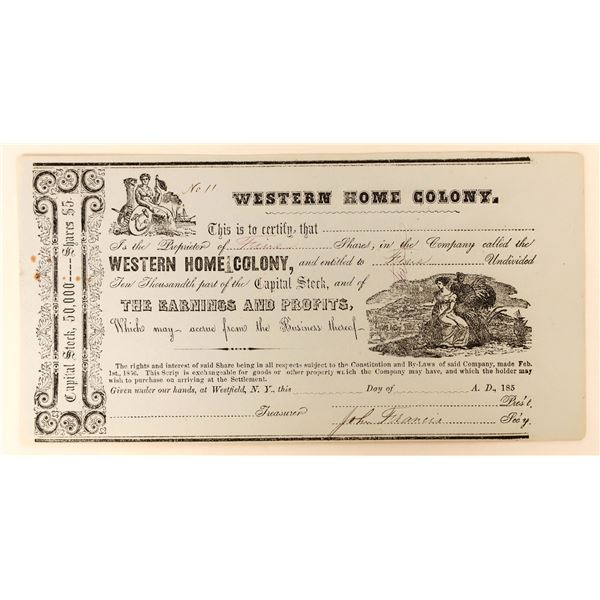 Capital Stock, 50,000----Shares $5.
No. 11
WESTERN HOME COLONY.
This is to certify, that
Is the Proprietor of Shares, in the Company called the
WESTERN HOME COLONY, and entitled to Undivided
Ten Thousandth part of the Capital Stock, and of
THE EARNINGS AND PROFITS,
Which may accrue from the Business thereof
The rights and interest of said Share being in all respects subject to the Constitution and By-Laws of said Company, made Feb.
1st., 1856. This Scrip is exchangeable for goods or other property which the Company may have, and which the holder may
wish to purchase on arriving at the Settlement.
Given under our hands, at Westfield, N. Y., this Day of A. D., 185
Pres't,
Treasurer John Francis Sec'y.